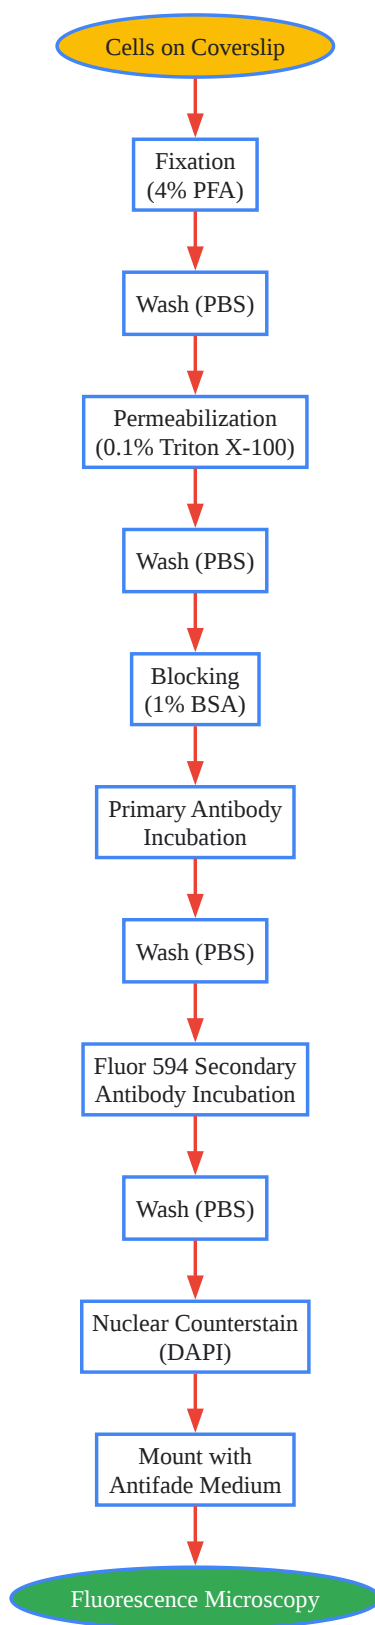 Cells on Coverslip
Fixation
(4% PFA)
Wash (PBS)
Permeabilization
(0.1% Triton X-100)
Wash (PBS)
Blocking
(1% BSA)
Primary Antibody
Incubation
Wash (PBS)
Fluor 594 Secondary
Antibody Incubation
Wash (PBS)
Nuclear Counterstain
(DAPI)
Mount with
Antifade Medium
Fluorescence Microscopy